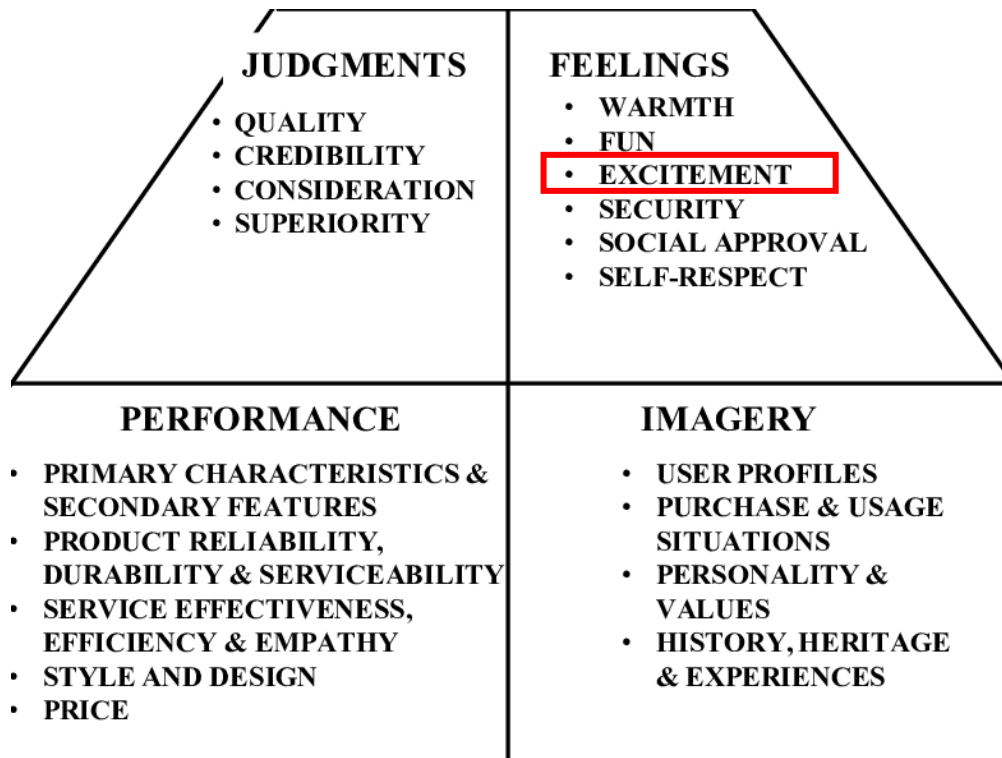 JUDGMENTS
• QUALITY
• CREDIBILITY
• CONSIDERATION
• SUPERIORITY
FEELINGS
• WARMTH
• FUN
• EXCITEMENT
• SECURITY
• SOCIAL APPROVAL
• SELF-RESPECT
PERFORMANCE
• PRIMARY CHARACTERISTICS &
SECONDARY FEATURES
• PRODUCT RELIABILITY,
DURABILITY & SERVICEABILITY
• SERVICE EFFECTIVENESS,
EFFICIENCY & EMPATHY
• STYLE AND DESIGN
• PRICE
IMAGERY
• USER PROFILES
• PURCHASE & USAGE
SITUATIONS
• PERSONALITY &
VALUES
• HISTORY, HERITAGE
& EXPERIENCES